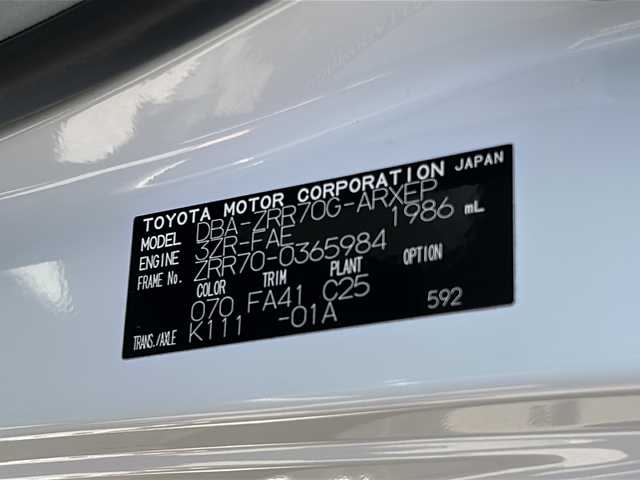 TOYOTA MOTOR CORPORATION JAPAN
MODEL DBA-ZRR70G-ARXEP
ENGINE 3ZR-FAE 1986 mL
FRAME No. ZRR70-0365984
COLOR TRIM PLANT OPTION
070 FA41 C25
TRANS./AXLE K111 -01A 592